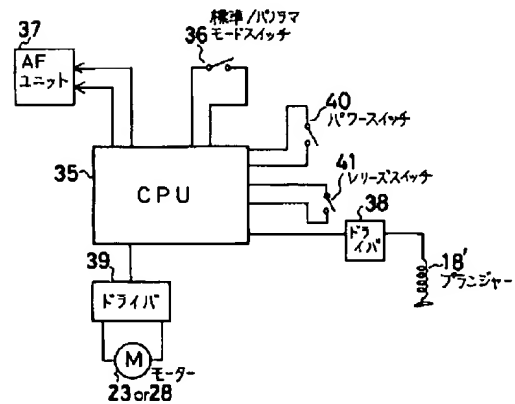 37
AF
ユニット
36
標準/パノラマ
モードスイッチ
40
パワースイッチ
35
CPU
41
レリーズスイッチ
38
ドラ
イバ
18'
プランジャー
39
ドライバ
M
モーター
23 or 28